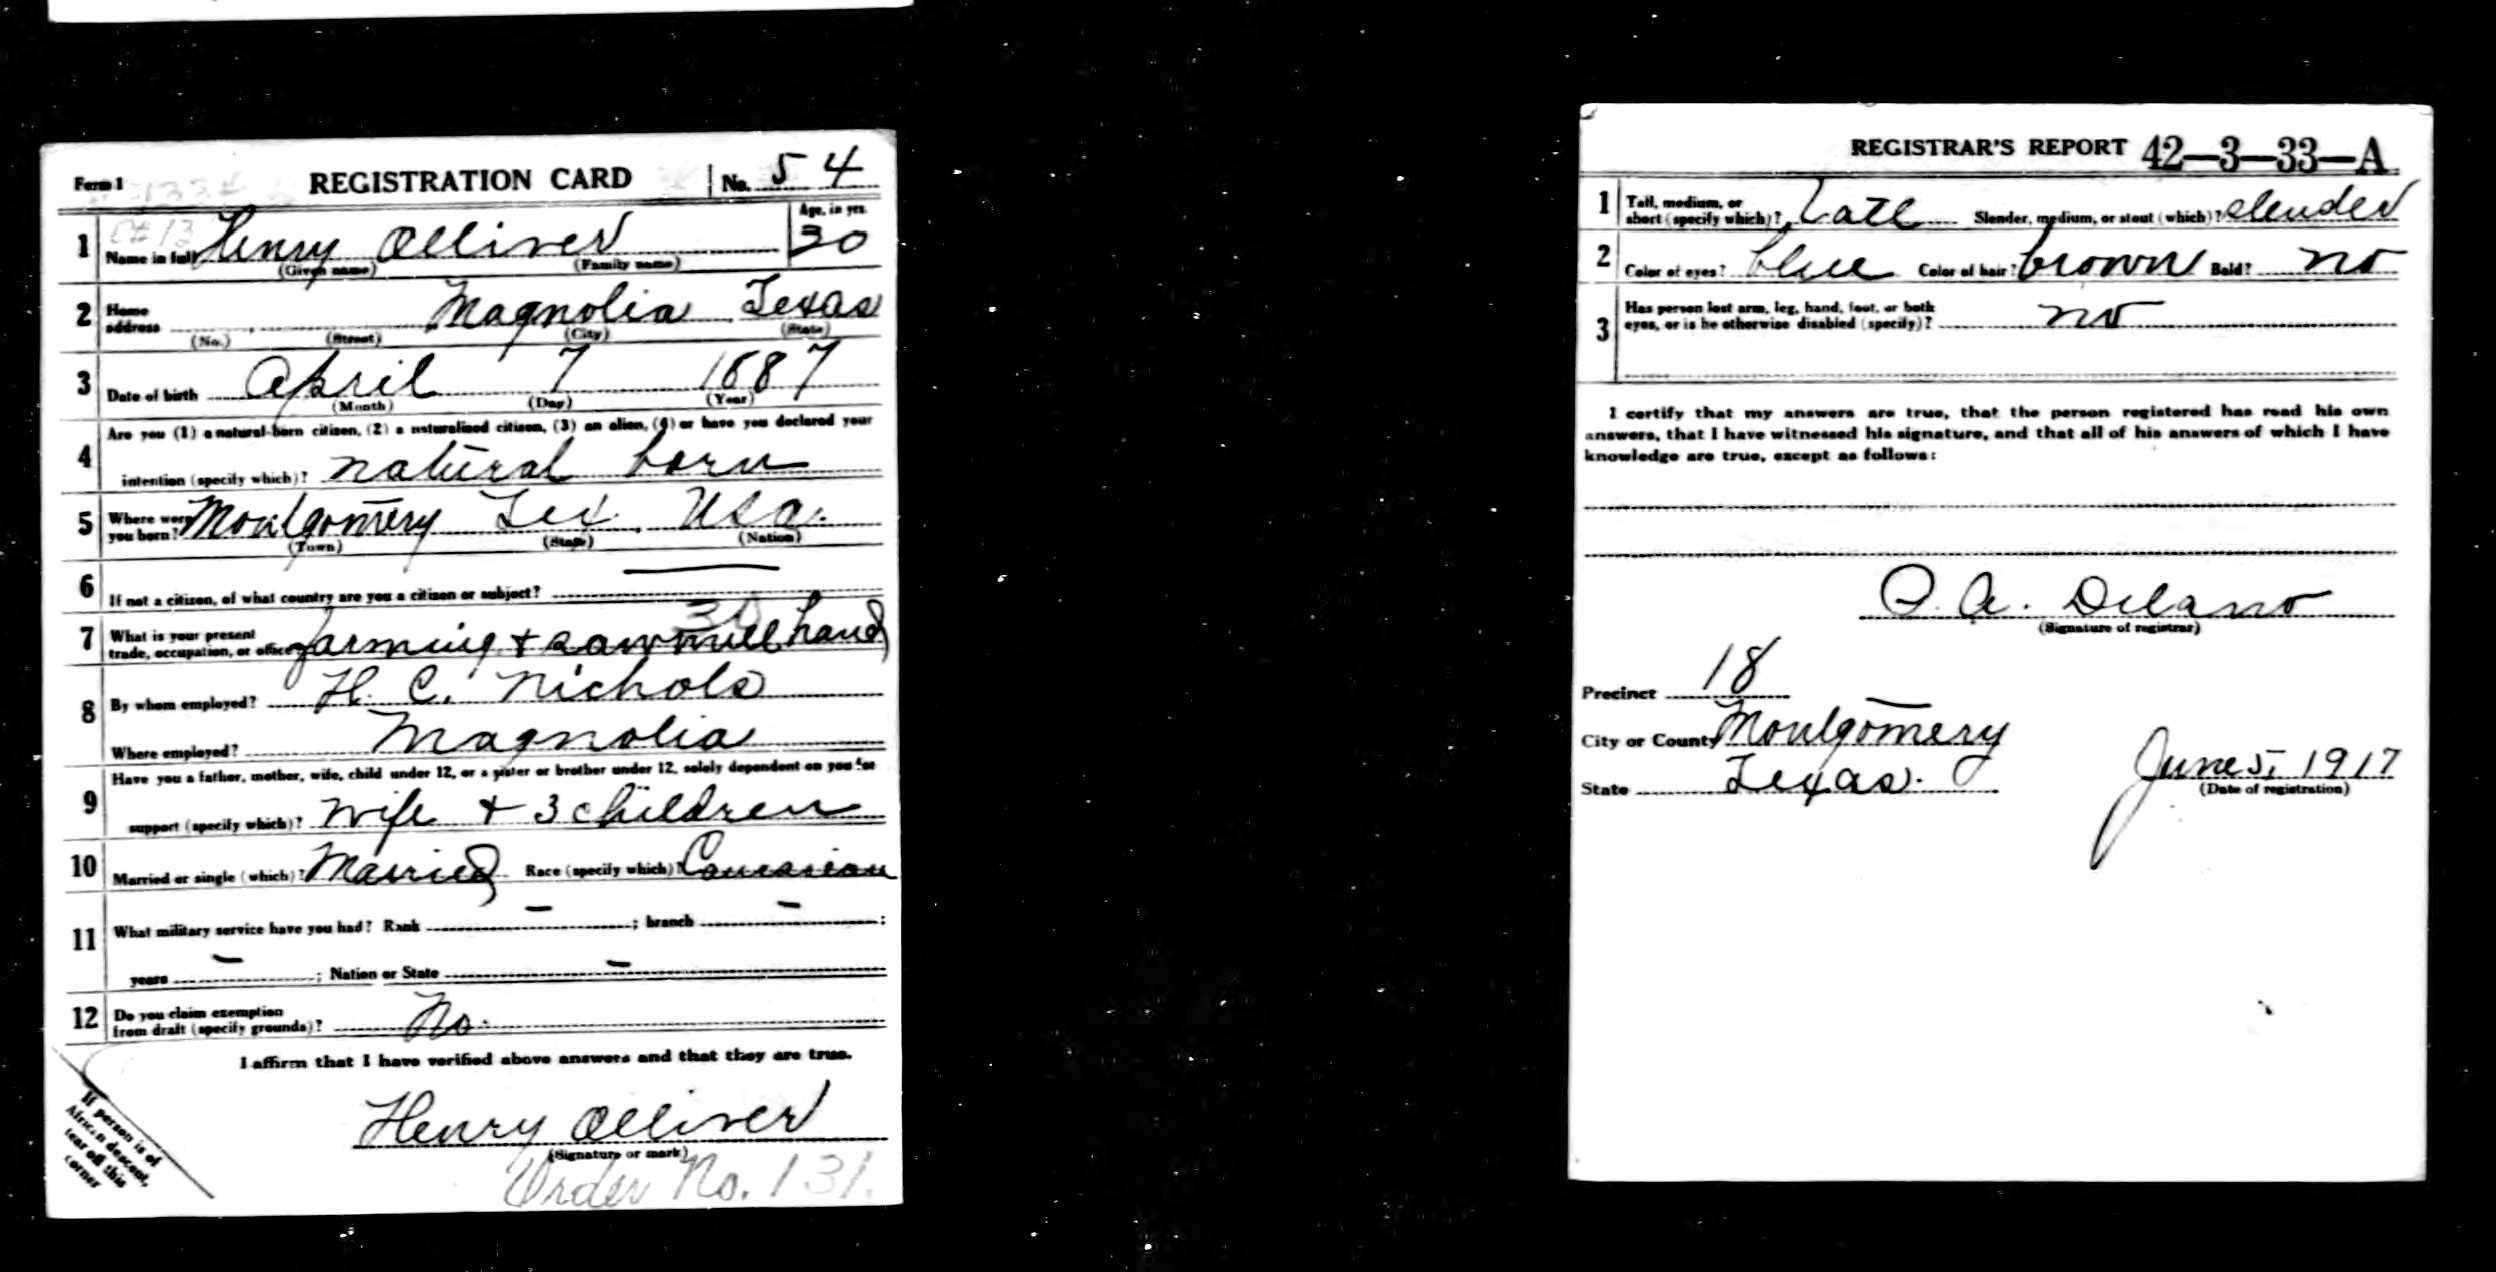 Form 1 REGISTRATION CARD No. 54
1 Name in full Henry Olliver Age, in yrs. 30
(Given name) (Family name)
2 Home address Magnolia Texas
(No.) (Street) (City) (State)
3 Date of birth April 7 1887
(Month) (Day) (Year)
4 Are you (1) a natural-born citizen, (2) a naturalized citizen, (3) an alien, (4) or have you declared your
intention (specify which)? natural born
5 Where were you born? Montgomery Tex. USA.
(Town) (State) (Nation)
6 If not a citizen, of what country are you a citizen or subject? —
7 What is your present trade, occupation, or office? farming + sawmill hand
8 By whom employed? H. C. Nichols
Where employed? Magnolia
9 Have you a father, mother, wife, child under 12, or a sister or brother under 12, solely dependent on you for
support (specify which)? wife + 3 children
10 Married or single (which)? Married Race (specify which)? Caucasian
11 What military service have you had? Rank — ; branch — ;
years — ; Nation or State —
12 Do you claim exemption from draft (specify grounds)? No.
I affirm that I have verified above answers and that they are true.
Henry Olliver
(Signature or mark)
Order No. 131.
If person is of
African descent,
tear off this
corner
REGISTRAR'S REPORT 42—3—33—A
1 Tall, medium, or short (specify which)? Tall Slender, medium, or stout (which)? slender
2 Color of eyes? blue Color of hair? brown Bald? no
3 Has person lost arm, leg, hand, foot, or both
eyes, or is he otherwise disabled (specify)? no
I certify that my answers are true, that the person registered has read his own
answers, that I have witnessed his signature, and that all of his answers of which I have
knowledge are true, except as follows:
A. Delano
(Signature of registrar)
Precinct 18
City or County Montgomery
State Texas.
June 5, 1917
(Date of registration)